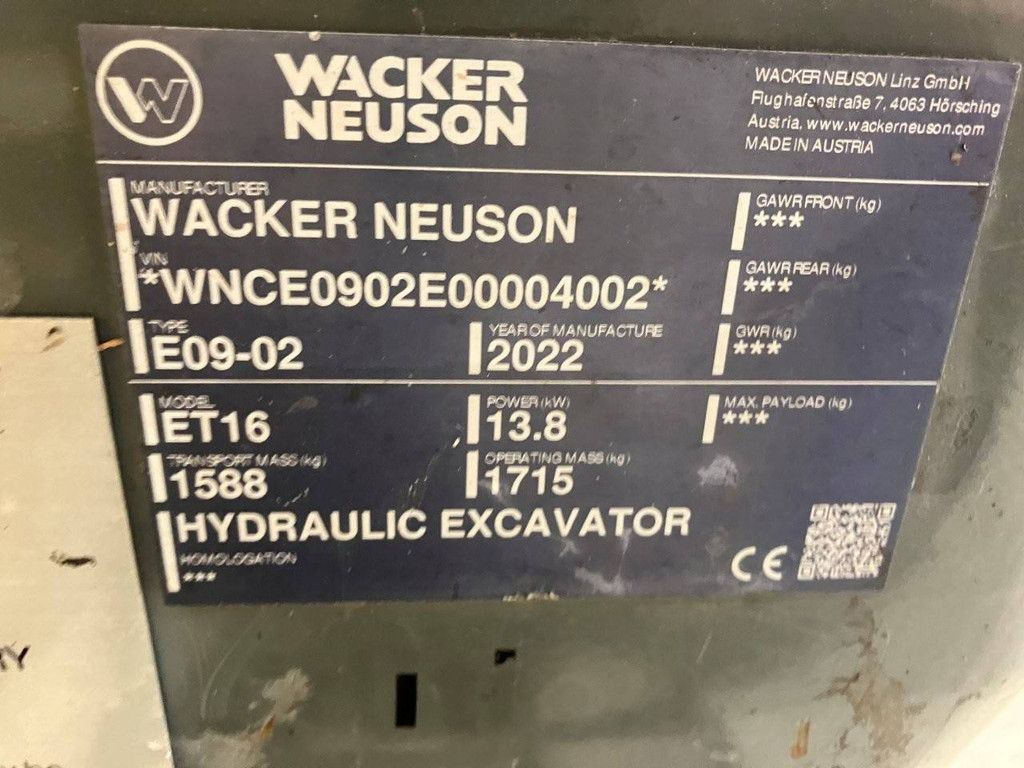 W
WACKER
NEUSON
WACKER NEUSON Linz GmbH
Flughafenstraße 7, 4063 Hörsching
Austria, www.wackerneuson.com
MADE IN AUSTRIA
MANUFACTURER
WACKER NEUSON
GAWR FRONT (kg)
***
VIN
*WNCE0902E00004002*
GAWR REAR (kg)
***
TYPE
E09-02
YEAR OF MANUFACTURE
2022
GWR (kg)
***
MODEL
ET16
POWER (kW)
13.8
MAX. PAYLOAD (kg)
***
TRANSPORT MASS (kg)
1588
OPERATING MASS (kg)
1715
HYDRAULIC EXCAVATOR
HOMOLOGATION
***
CE